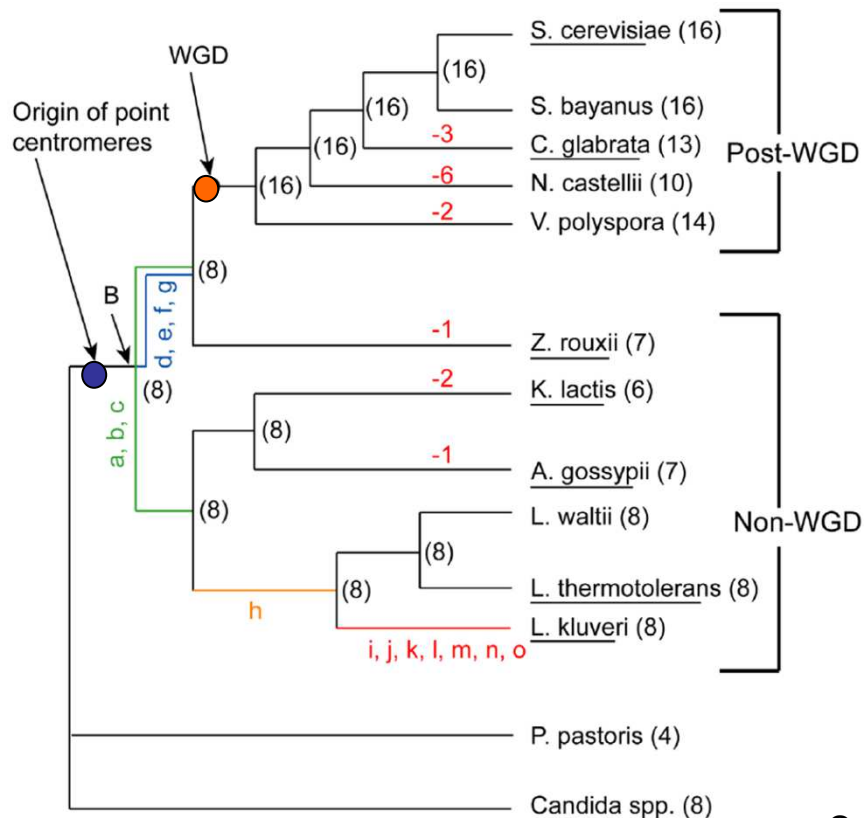 S. cerevisiae (16)
WGD
(16)
Origin of point
centromeres
S. bayanus (16)
(16)
-3
C. glabrata (13)
Post-WGD
(16)
-6
N. castellii (10)
(16)
-2
V. polyspora (14)
(8)
B
d, e, f, g
-1
Z. rouxii (7)
(8)
-2
K. lactis (6)
a, b, c
(8)
-1
A. gossypii (7)
(8)
L. waltii (8)
Non-WGD
(8)
L. thermotolerans (8)
h
(8)
L. kluveri (8)
i, j, k, l, m, n, o
P. pastoris (4)
Candida spp. (8)